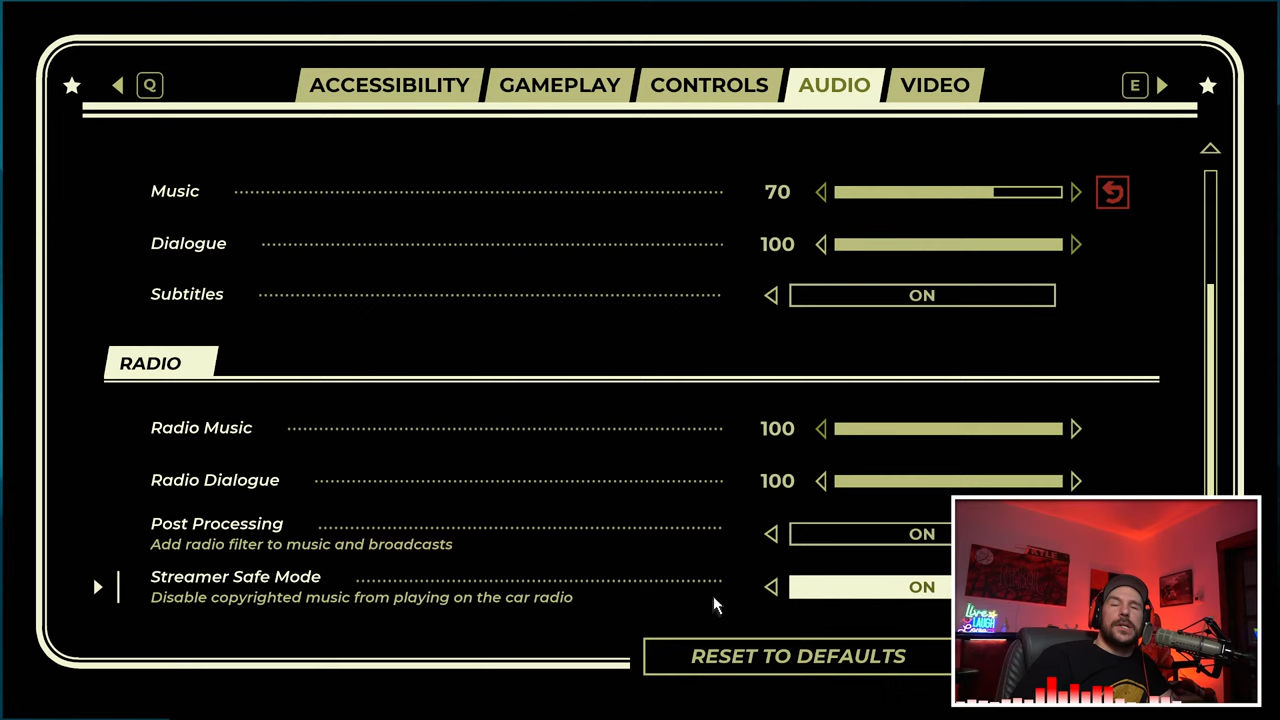 Q ACCESSIBILITY GAMEPLAY CONTROLS AUDIO VIDEO E
Music 70
Dialogue 100
Subtitles ON
RADIO
Radio Music 100
Radio Dialogue 100
Post Processing ON
Add radio filter to music and broadcasts
Streamer Safe Mode ON
Disable copyrighted music from playing on the car radio
RESET TO DEFAULTS
Live
LAUGH